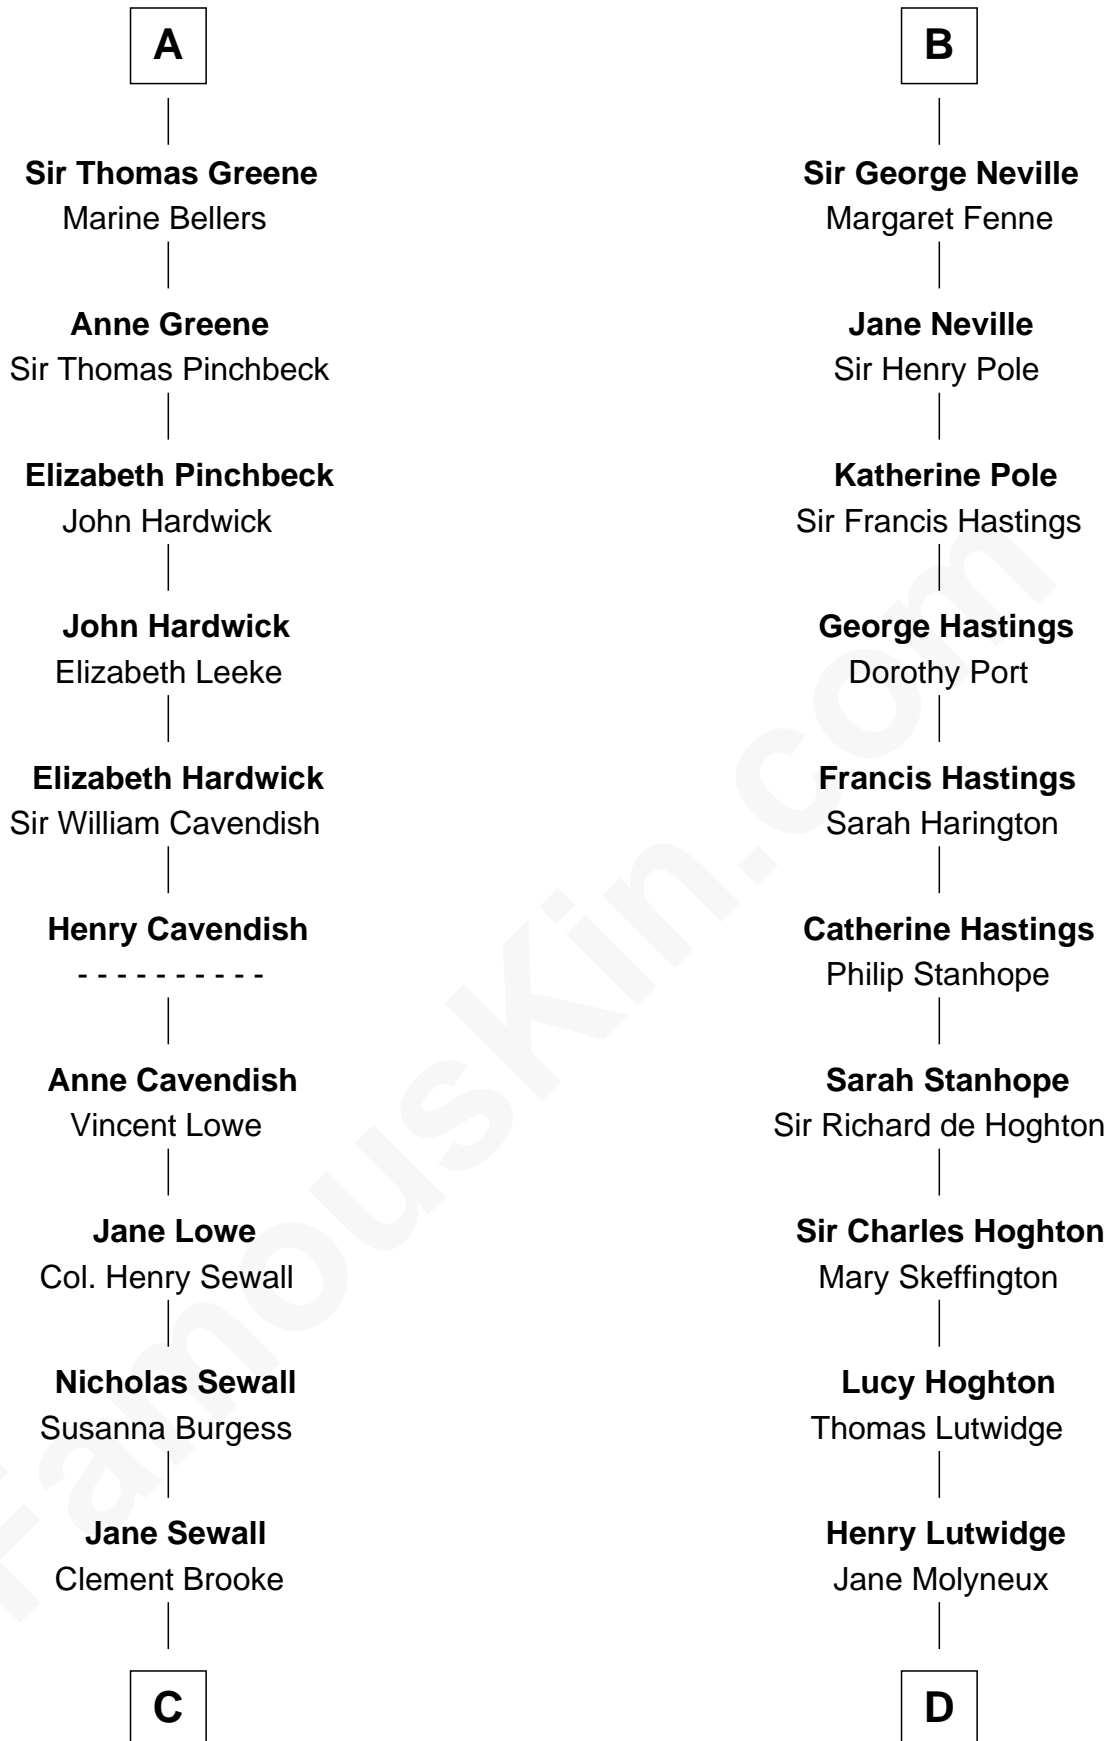 A
Sir Thomas Greene
Marine Bellers
Anne Greene
Sir Thomas Pinchbeck
Elizabeth Pinchbeck
John Hardwick
John Hardwick
Elizabeth Leeke
Elizabeth Hardwick
Sir William Cavendish
Henry Cavendish
- - - - - - - - - -
Anne Cavendish
Vincent Lowe
Jane Lowe
Col. Henry Sewall
Nicholas Sewall
Susanna Burgess
Jane Sewall
Clement Brooke
C
B
Sir George Neville
Margaret Fenne
Jane Neville
Sir Henry Pole
Katherine Pole
Sir Francis Hastings
George Hastings
Dorothy Port
Francis Hastings
Sarah Harington
Catherine Hastings
Philip Stanhope
Sarah Stanhope
Sir Richard de Hoghton
Sir Charles Hoghton
Mary Skeffington
Lucy Hoghton
Thomas Lutwidge
Henry Lutwidge
Jane Molyneux
D
FamousKin.com